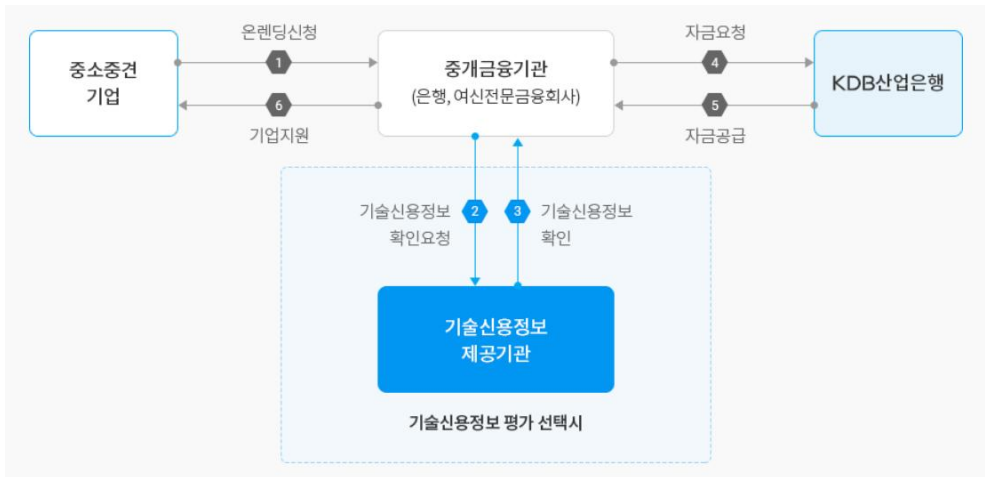 온렌딩신청
자금요청
중소중견
기업
1
중개금융기관
(은행, 여신전문금융회사)
4
KDB산업은행
6
5
기업지원
자금공급
기술신용정보
확인요청
2
3
기술신용정보
확인
기술신용정보
제공기관
기술신용정보 평가 선택시